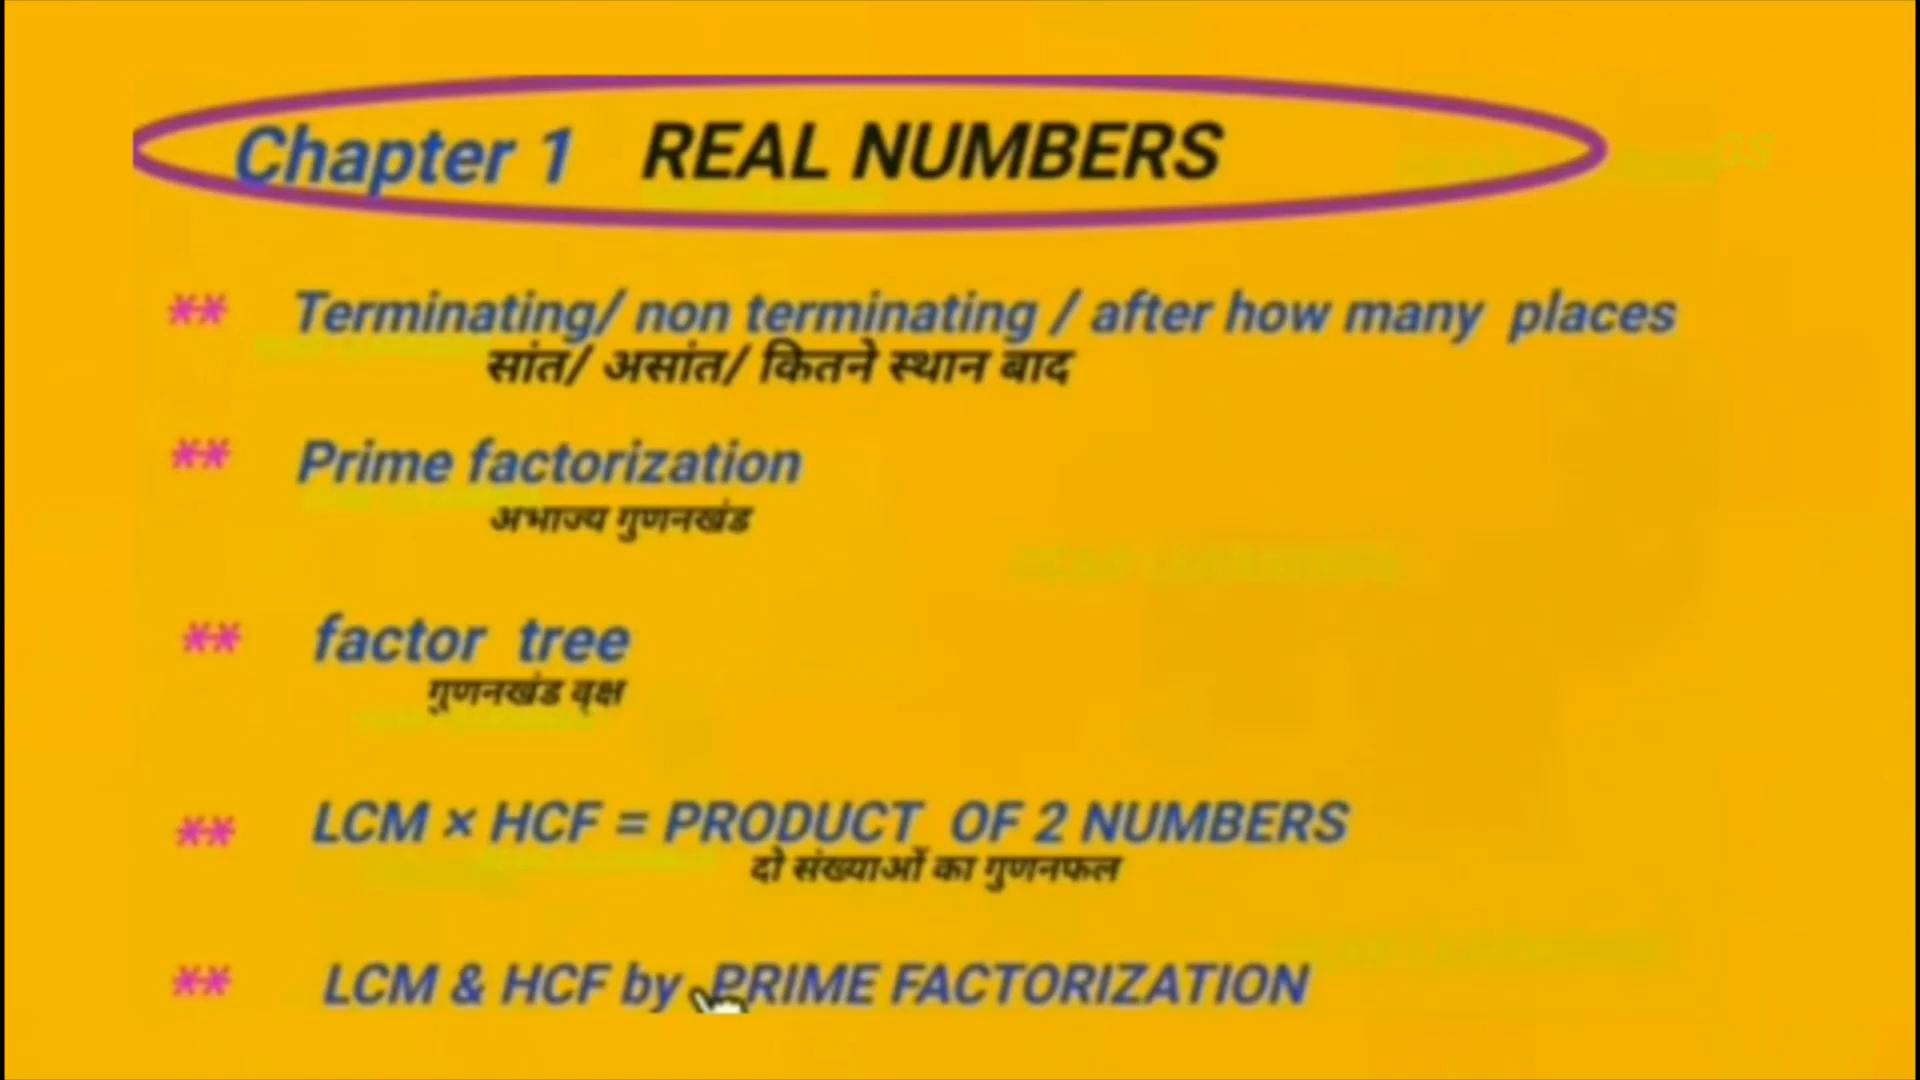 Chapter 1 REAL NUMBERS
GS
** Terminating/ non terminating / after how many places
सांत/ असांत/ कितने स्थान बाद
** Prime factorization
अभाज्य गुणनखंड
** factor tree
गुणनखंड वृक्ष
** LCM × HCF = PRODUCT OF 2 NUMBERS
दो संख्याओं का गुणनफल
** LCM & HCF by PRIME FACTORIZATION